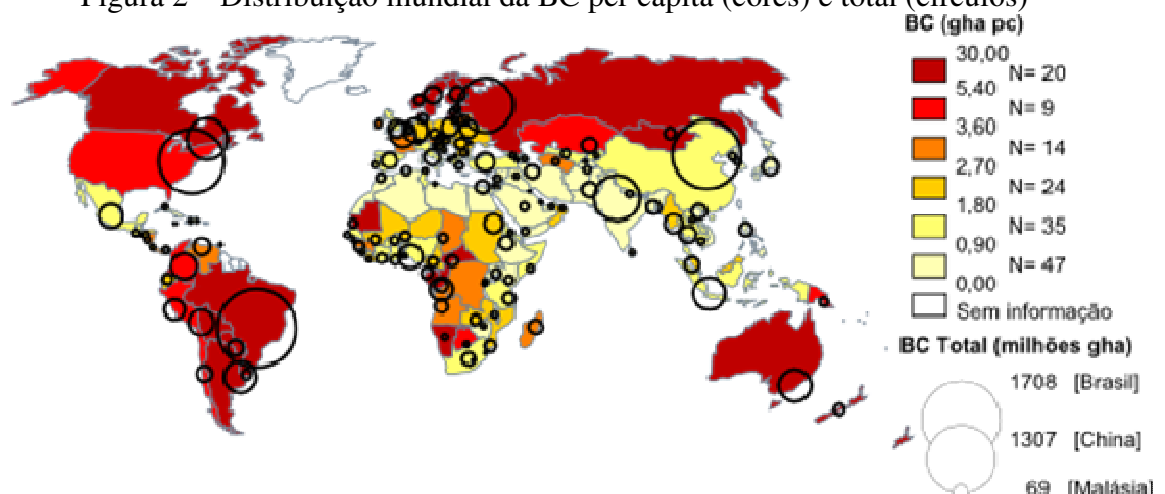 Figura 2 – Distribuição mundial da BC per capita (cores) e total (círculos)
BC (gha pc)
30,00
N= 20
5,40
N= 9
3,60
N= 14
2,70
N= 24
1,80
N= 35
0,90
N= 47
0,00
Sem informação
BC Total (milhões gha)
1708 [Brasil]
1307 [China]
69 [Malásia]